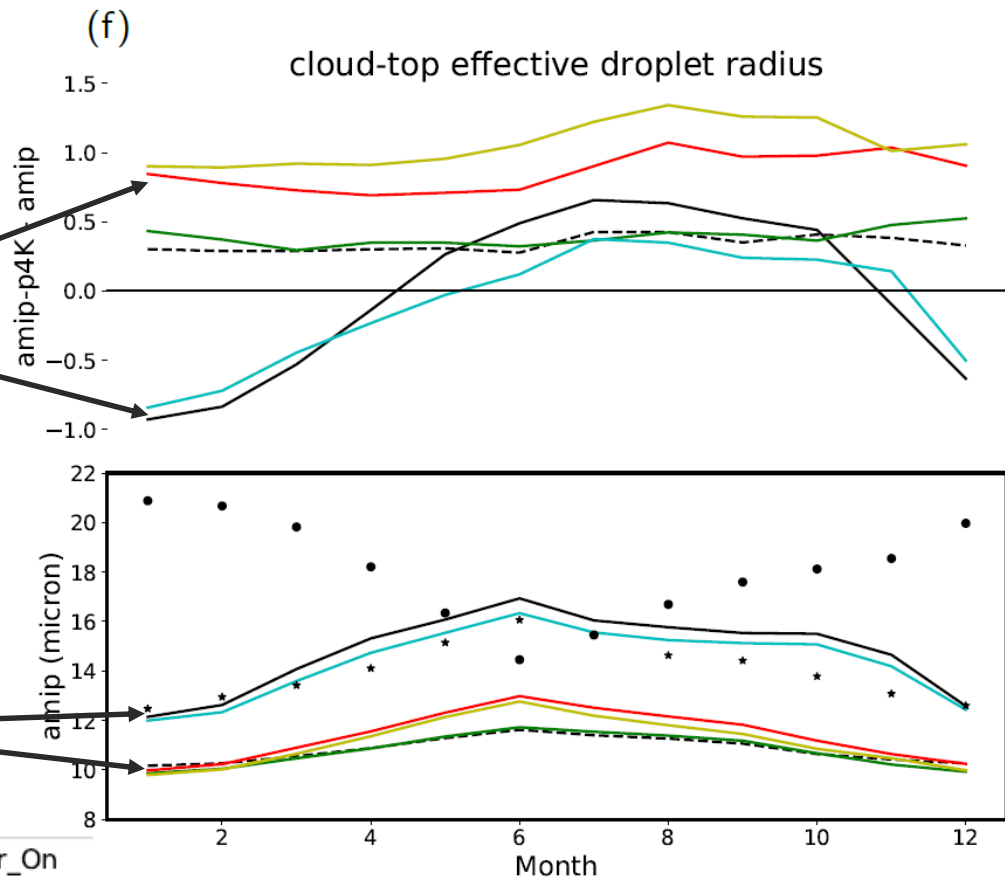 (f)
cloud-top effective droplet radius
1.5
1.0
0.5
0.0
−0.5
−1.0
amip-p4K - amip
22
20
18
16
14
12
10
8
amip (micron)
2 4 6 8 10 12
Month
r_On